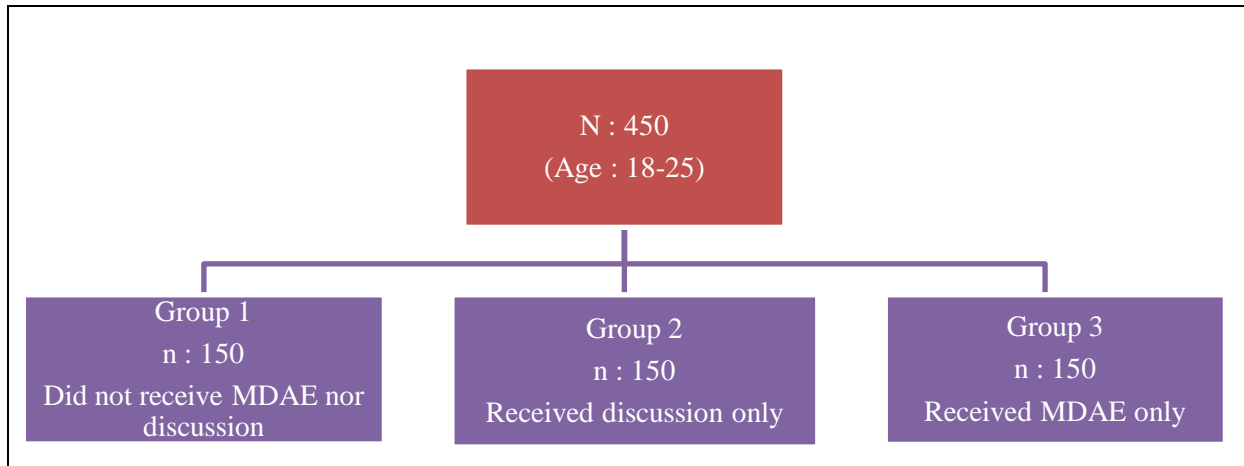 N : 450
(Age : 18-25)
Group 1
n : 150
Did not receive MDAE nor
discussion
Group 2
n : 150
Received discussion only
Group 3
n : 150
Received MDAE only